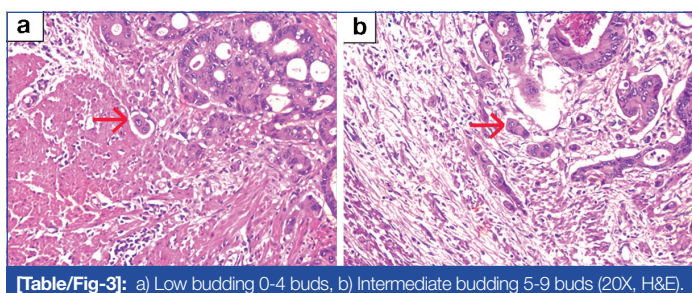 a
b
[Table/Fig-3]: a) Low budding 0-4 buds, b) Intermediate budding 5-9 buds (20X, H&E).